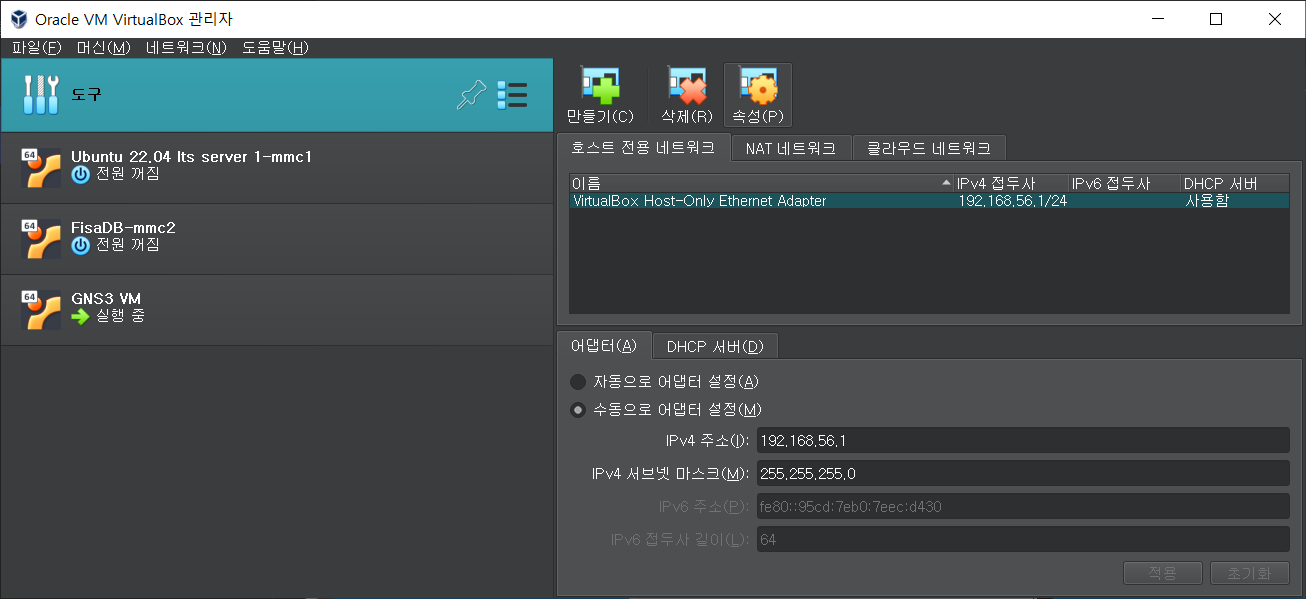 Oracle VM VirtualBox 관리자
파일(F) 머신(M) 네트워크(N) 도움말(H)
도구
64
Ubuntu 22.04 lts server 1-mmc1
전원 꺼짐
64
FisaDB-mmc2
전원 꺼짐
64
GNS3 VM
실행 중
만들기(C) 삭제(R) 속성(P)
호스트 전용 네트워크 NAT 네트워크 클라우드 네트워크
이름 IPv4 접두사 IPv6 접두사 DHCP 서버
VirtualBox Host-Only Ethernet Adapter 192.168.56.1/24 사용함
어댑터(A) DHCP 서버(D)
자동으로 어댑터 설정(A)
수동으로 어댑터 설정(M)
IPv4 주소(I): 192.168.56.1
IPv4 서브넷 마스크(M): 255.255.255.0
IPv6 주소(P): fe80::95cd:7eb0:7eec:d430
IPv6 접두사 길이(L): 64
적용 초기화